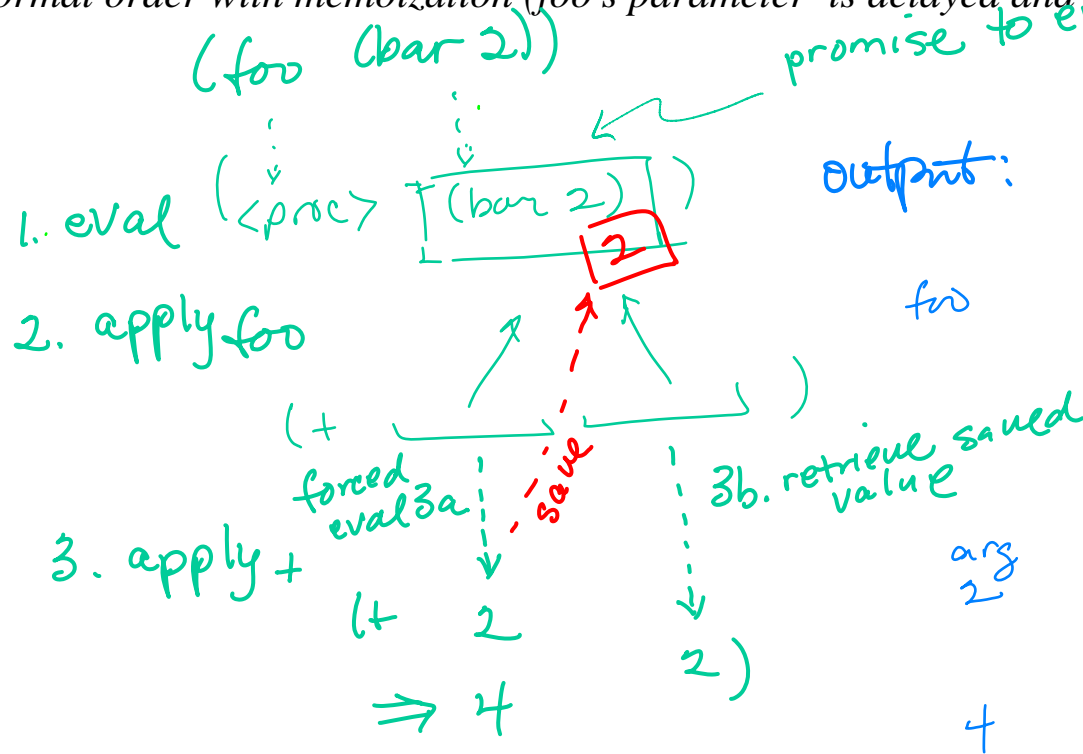 ormal order with memoization (foo's parameter is delayed and
(foo (bar 2))
promise to e
1. eval (<proc> [(bar 2)] )
output:
2
2. apply foo
foo
(+ )
forced eval 3a
save
3b. retrieve saved value
3. apply +
arg
2
(+ 2 2)
⇒ 4
4